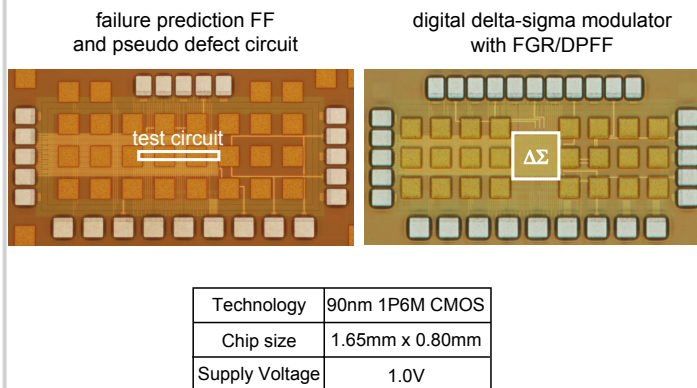 failure prediction FF
and pseudo defect circuit
digital delta-sigma modulator
with FGR/DPFF
test circuit
ΔΣ
Technology 90nm 1P6M CMOS
Chip size 1.65mm x 0.80mm
Supply Voltage 1.0V